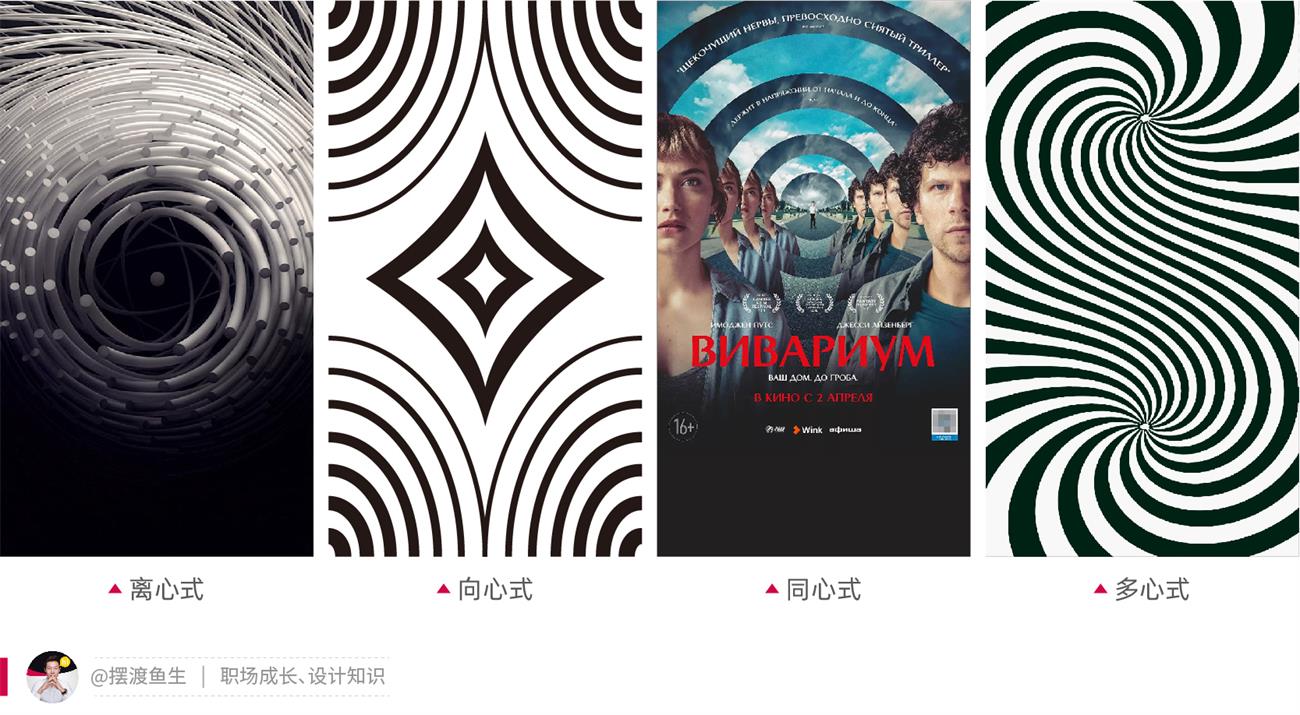 "ЩЕКОЧУЩИЙ НЕРВЫ, ПРЕВОСХОДНО СНЯТЫЙ ТРИЛЛЕР"
"ДЕРЖИТ В НАПРЯЖЕНИИ ОТ НАЧАЛА И ДО КОНЦА"
ИМОДЖЕН ПУТС ДЖЕССИ АЙЗЕНБЕРГ
ВИВАРИУМ
ВАШ ДОМ. ДО ГРОБА.
В КИНО С 2 АПРЕЛЯ
16+ Wink афиша
离心式 向心式 同心式 多心式
@摆渡鱼生 | 职场成长、设计知识